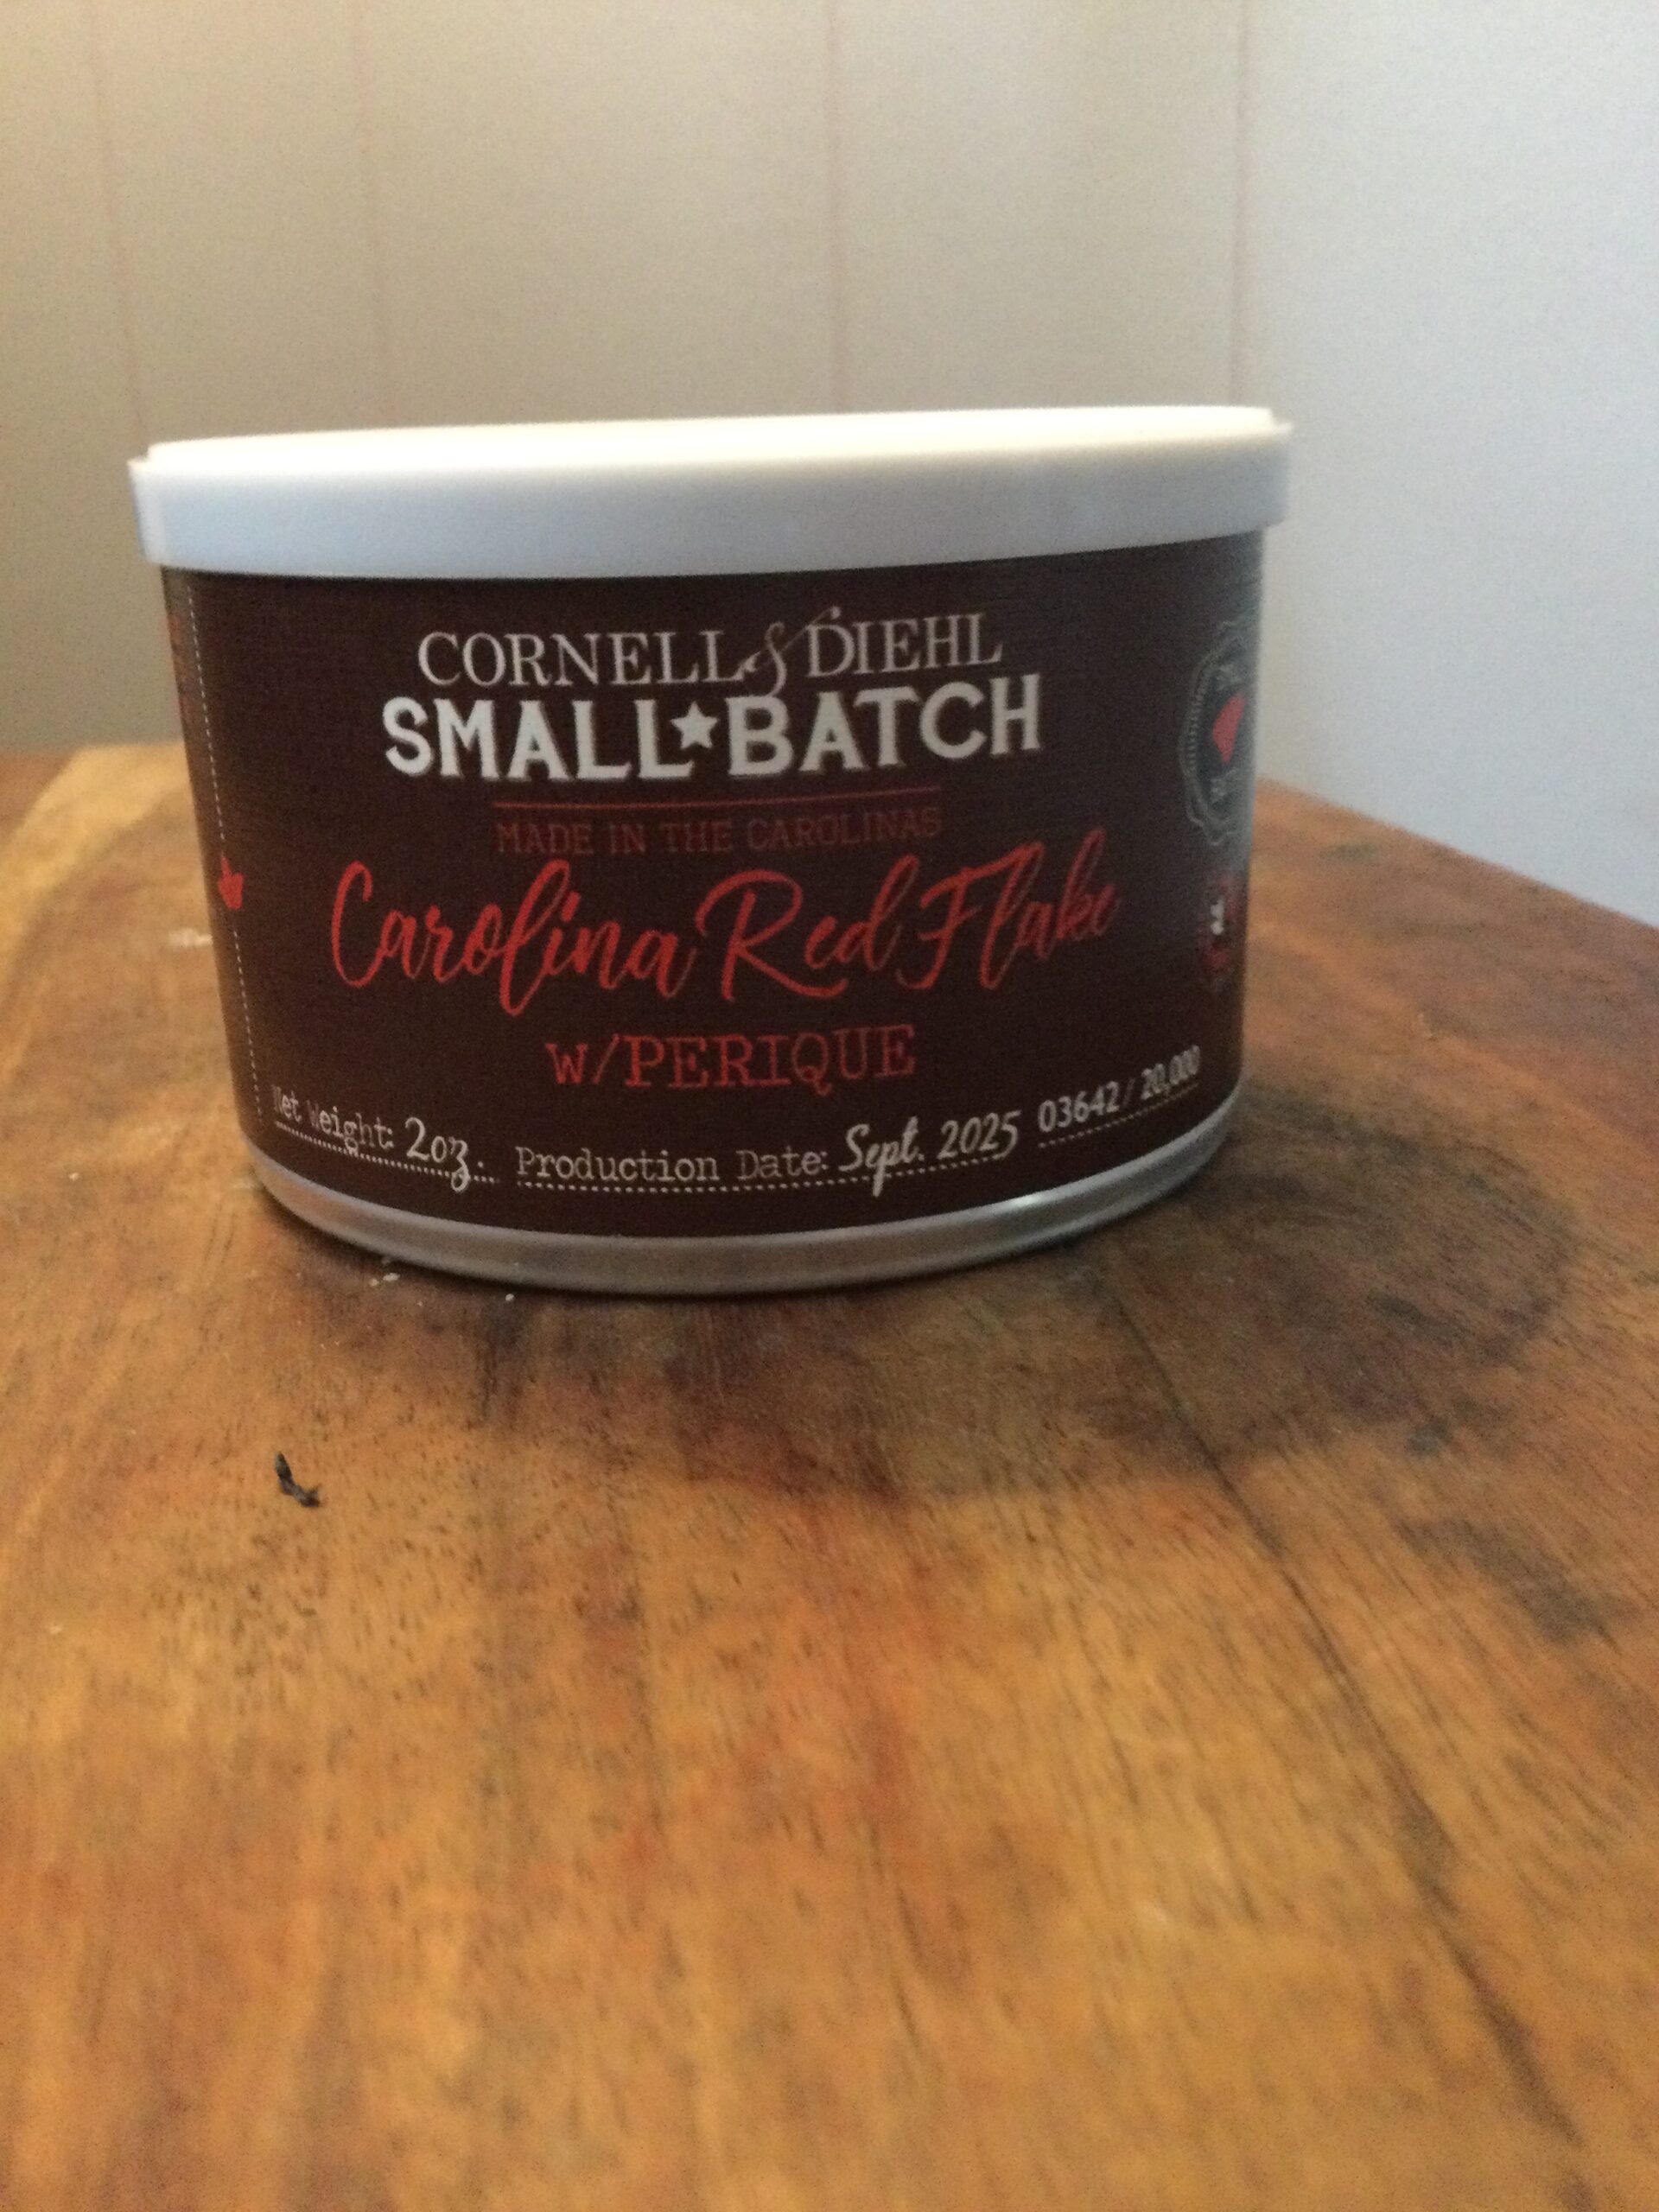 CORNELL & DIEHL
SMALL★BATCH
MADE IN THE CAROLINAS
Carolina Red Flake
w/PERIQUE
Net Weight: 2oz. Production Date: Sept. 2025 03642 / 20,000